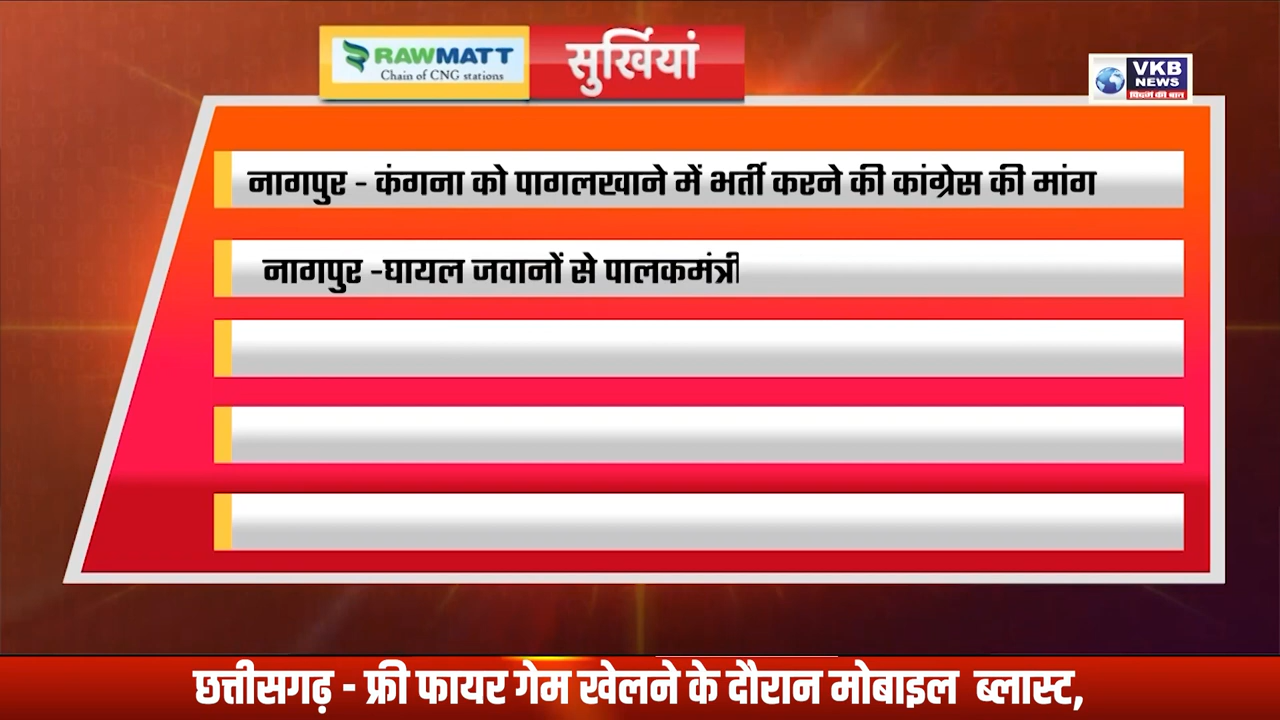 RAWMATT
Chain of CNG stations
सुर्खियां
VKB
NEWS
विदर्भ की बात
नागपुर - कंगना को पागलखाने में भर्ती करने की कांग्रेस की मांग
नागपुर -घायल जवानों से पालकमंत्री
छत्तीसगढ़ - फ्री फायर गेम खेलने के दौरान मोबाइल ब्लास्ट,